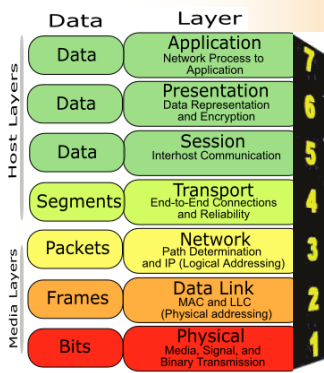 Data Layer
Data Application 7
Network Process to
Application
Data Presentation 6
Data Representation
and Encryption
Data Session 5
Interhost Communication
Host Layers
Segments Transport 4
End-to-End Connections
and Reliability
Packets Network 3
Path Determination
and IP (Logical Addressing)
Media Layers
Frames Data Link 2
MAC and LLC
(Physical addressing)
Bits Physical 1
Media, Signal, and
Binary Transmission